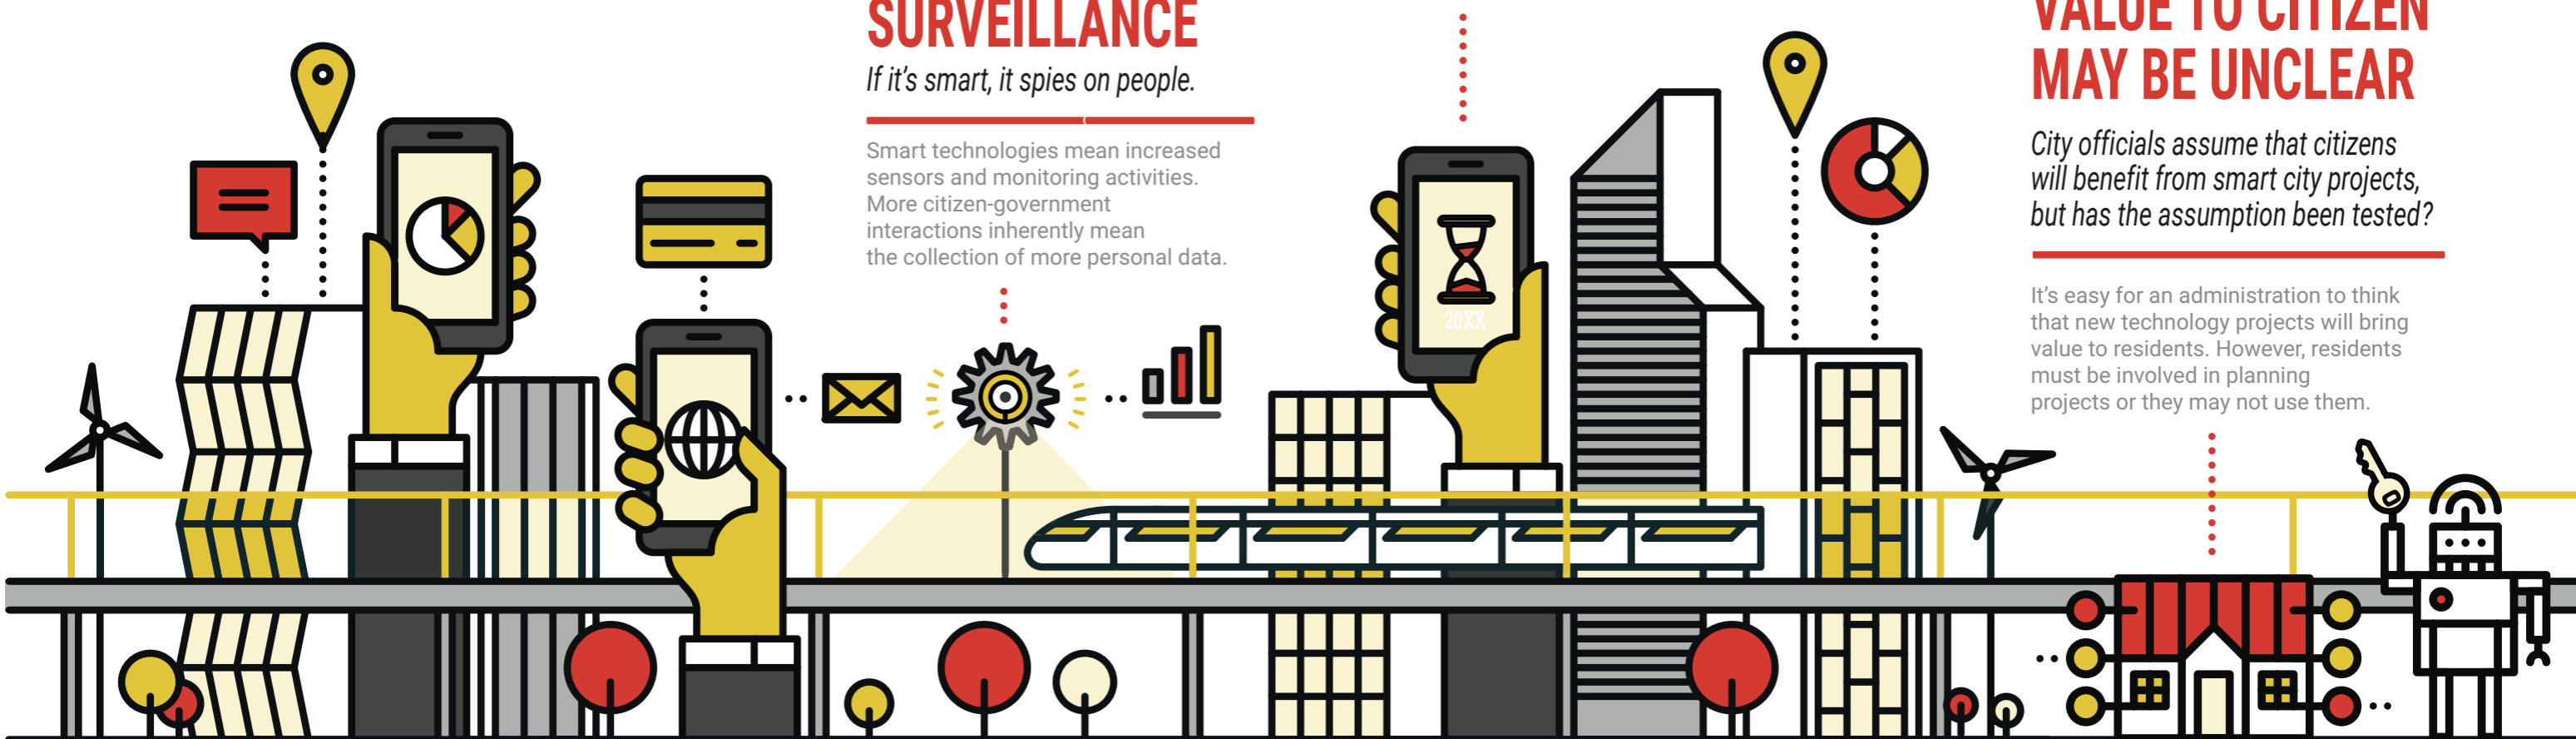 SURVEILLANCE
If it's smart, it spies on people.
Smart technologies mean increased
sensors and monitoring activities.
More citizen-government
interactions inherently mean
the collection of more personal data.
20XX
VALUE TO CITIZEN
MAY BE UNCLEAR
City officials assume that citizens
will benefit from smart city projects,
but has the assumption been tested?
It's easy for an administration to think
that new technology projects will bring
value to residents. However, residents
must be involved in planning
projects or they may not use them.